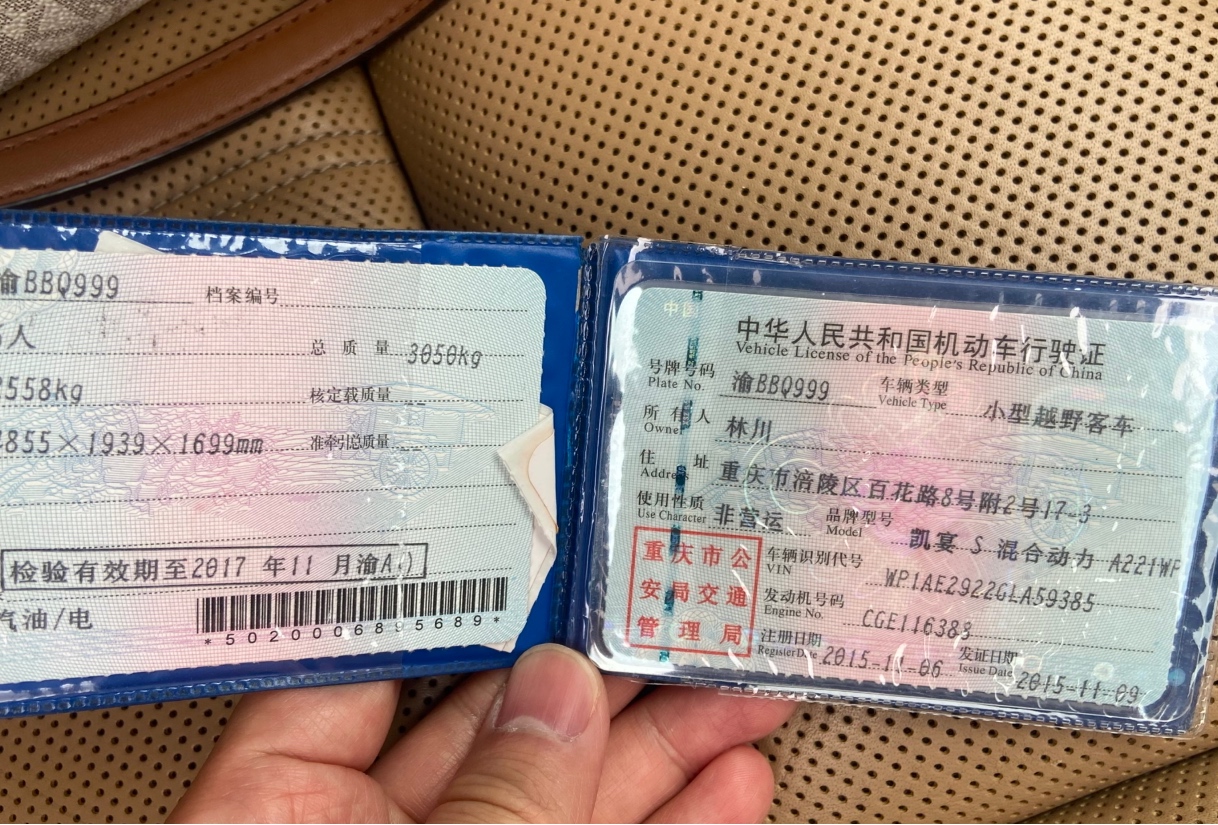 渝BBQ999 档案编号
人 总质量 3050kg
2558kg 核定载质量
4855×1939×1699mm 准牵引总质量
检验有效期至2017年11月渝A()
汽油/电
*5020006895689*
中国
中华人民共和国机动车行驶证
Vehicle License of the People's Republic of China
号牌号码 渝BBQ999 车辆类型 小型越野客车
Plate No. Vehicle Type
所有人 林川
Owner
住址 重庆市涪陵区百花路8号附2号17-3
Address
使用性质 非营运 品牌型号 凯宴 S 混合动力 A221WP
Use Character Model
重庆市公安局交通管理局
车辆识别代号 WP1AE2922GLA59385
VIN
发动机号码 CGE116388
Engine No.
注册日期 2015-11-06 发证日期 2015-11-09
Register Date Issue Date